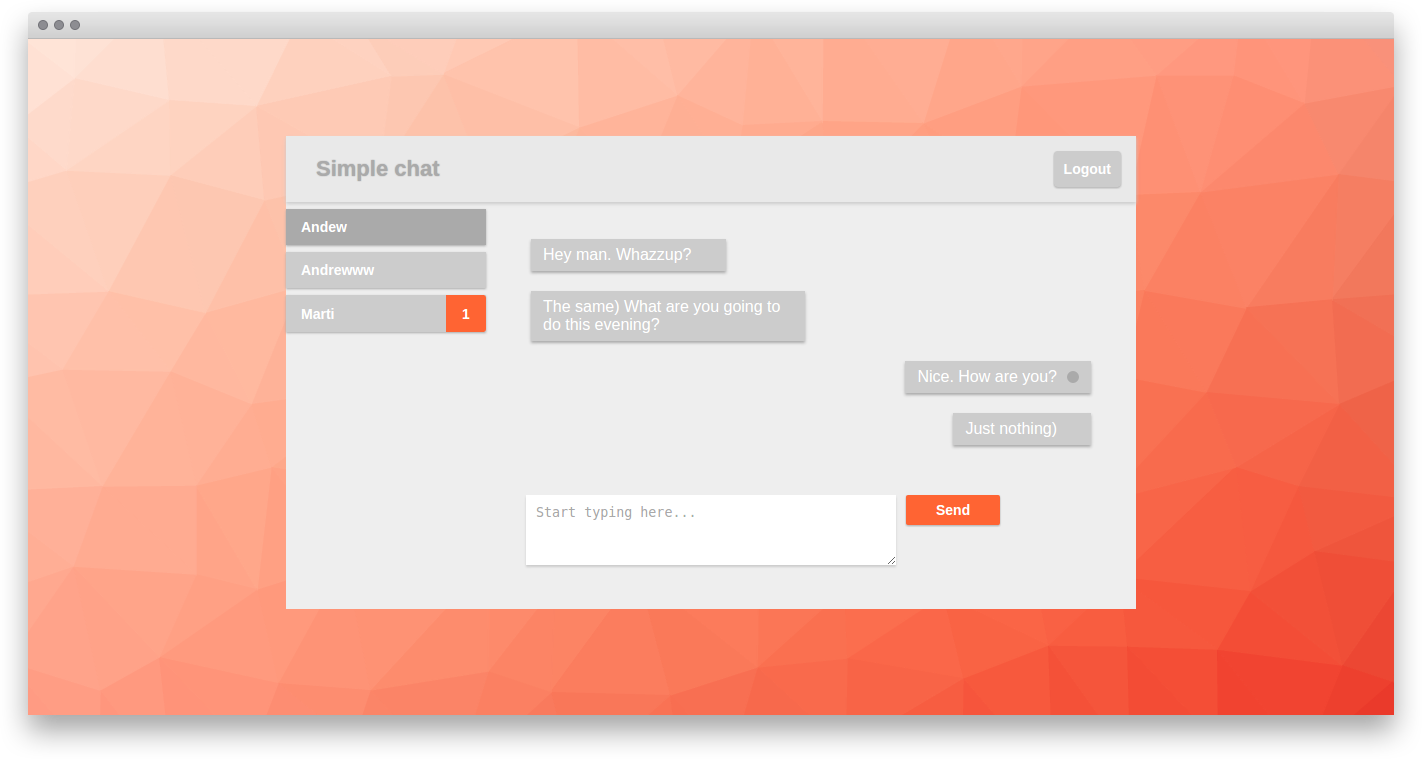 Simple chat
Logout
Andew
Andrewww
Marti
1
Hey man. Whazzup?
The same) What are you going to
do this evening?
Nice. How are you?
Just nothing)
Start typing here...
Send